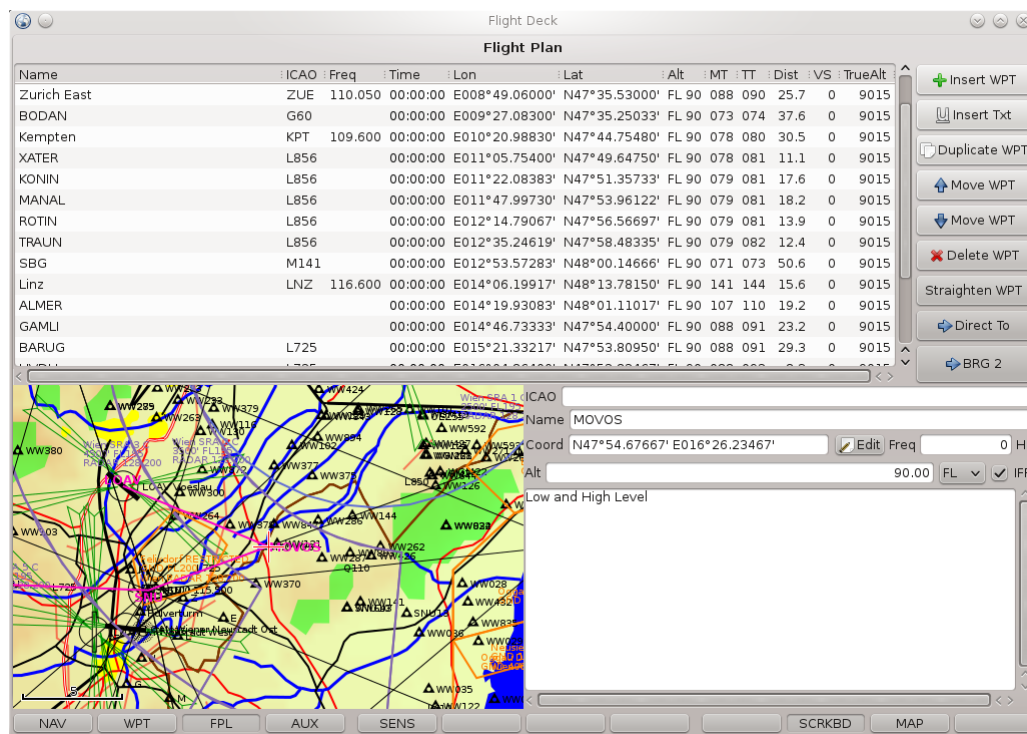 Flight Deck
Flight Plan
Name ICAO Freq Time Lon Lat Alt MT TT Dist VS TrueAlt
Zurich East ZUE 110.050 00:00:00 E008°49.06000' N47°35.53000' FL 90 088 090 25.7 0 9015
BODAN G60 00:00:00 E009°27.08300' N47°35.25033' FL 90 073 074 37.6 0 9015
Kempten KPT 109.600 00:00:00 E010°20.98830' N47°44.75480' FL 90 078 080 30.5 0 9015
XATER L856 00:00:00 E011°05.75400' N47°49.64750' FL 90 078 081 11.1 0 9015
KONIN L856 00:00:00 E011°22.08383' N47°51.35733' FL 90 079 081 17.6 0 9015
MANAL L856 00:00:00 E011°47.99730' N47°53.96122' FL 90 079 081 18.2 0 9015
ROTIN L856 00:00:00 E012°14.79067' N47°56.56697' FL 90 079 081 13.9 0 9015
TRAUN L856 00:00:00 E012°35.24619' N47°58.48335' FL 90 079 082 12.4 0 9015
SBG M141 00:00:00 E012°53.57283' N48°00.14666' FL 90 071 073 50.6 0 9015
Linz LNZ 116.600 00:00:00 E014°06.19917' N48°13.78150' FL 90 141 144 15.6 0 9015
ALMER 00:00:00 E014°19.93083' N48°01.11017' FL 90 107 110 19.2 0 9015
GAMLI 00:00:00 E014°46.73333' N47°54.40000' FL 90 088 091 23.2 0 9015
BARUG L725 00:00:00 E015°21.33217' N47°53.80950' FL 90 088 091 29.3 0 9015
Insert WPT
Insert Txt
Duplicate WPT
Move WPT
Move WPT
Delete WPT
Straighten WPT
Direct To
BRG 2
ICAO
Name MOVOS
Coord N47°54.67667' E016°26.23467' Edit Freq 0 H
Alt 90.00 FL IFR
Low and High Level
WW424
WW379
WW263
WW116
WW130
WW592
WW380
WW377
WW375
WW300
WW264
WW126
WW144
WW286
WW262
WW370
Q110
WW028
WW141
WW432
WW036
WW035
WW122
L725
E
G
M
5
NAV WPT FPL AUX SENS SCRKBD MAP